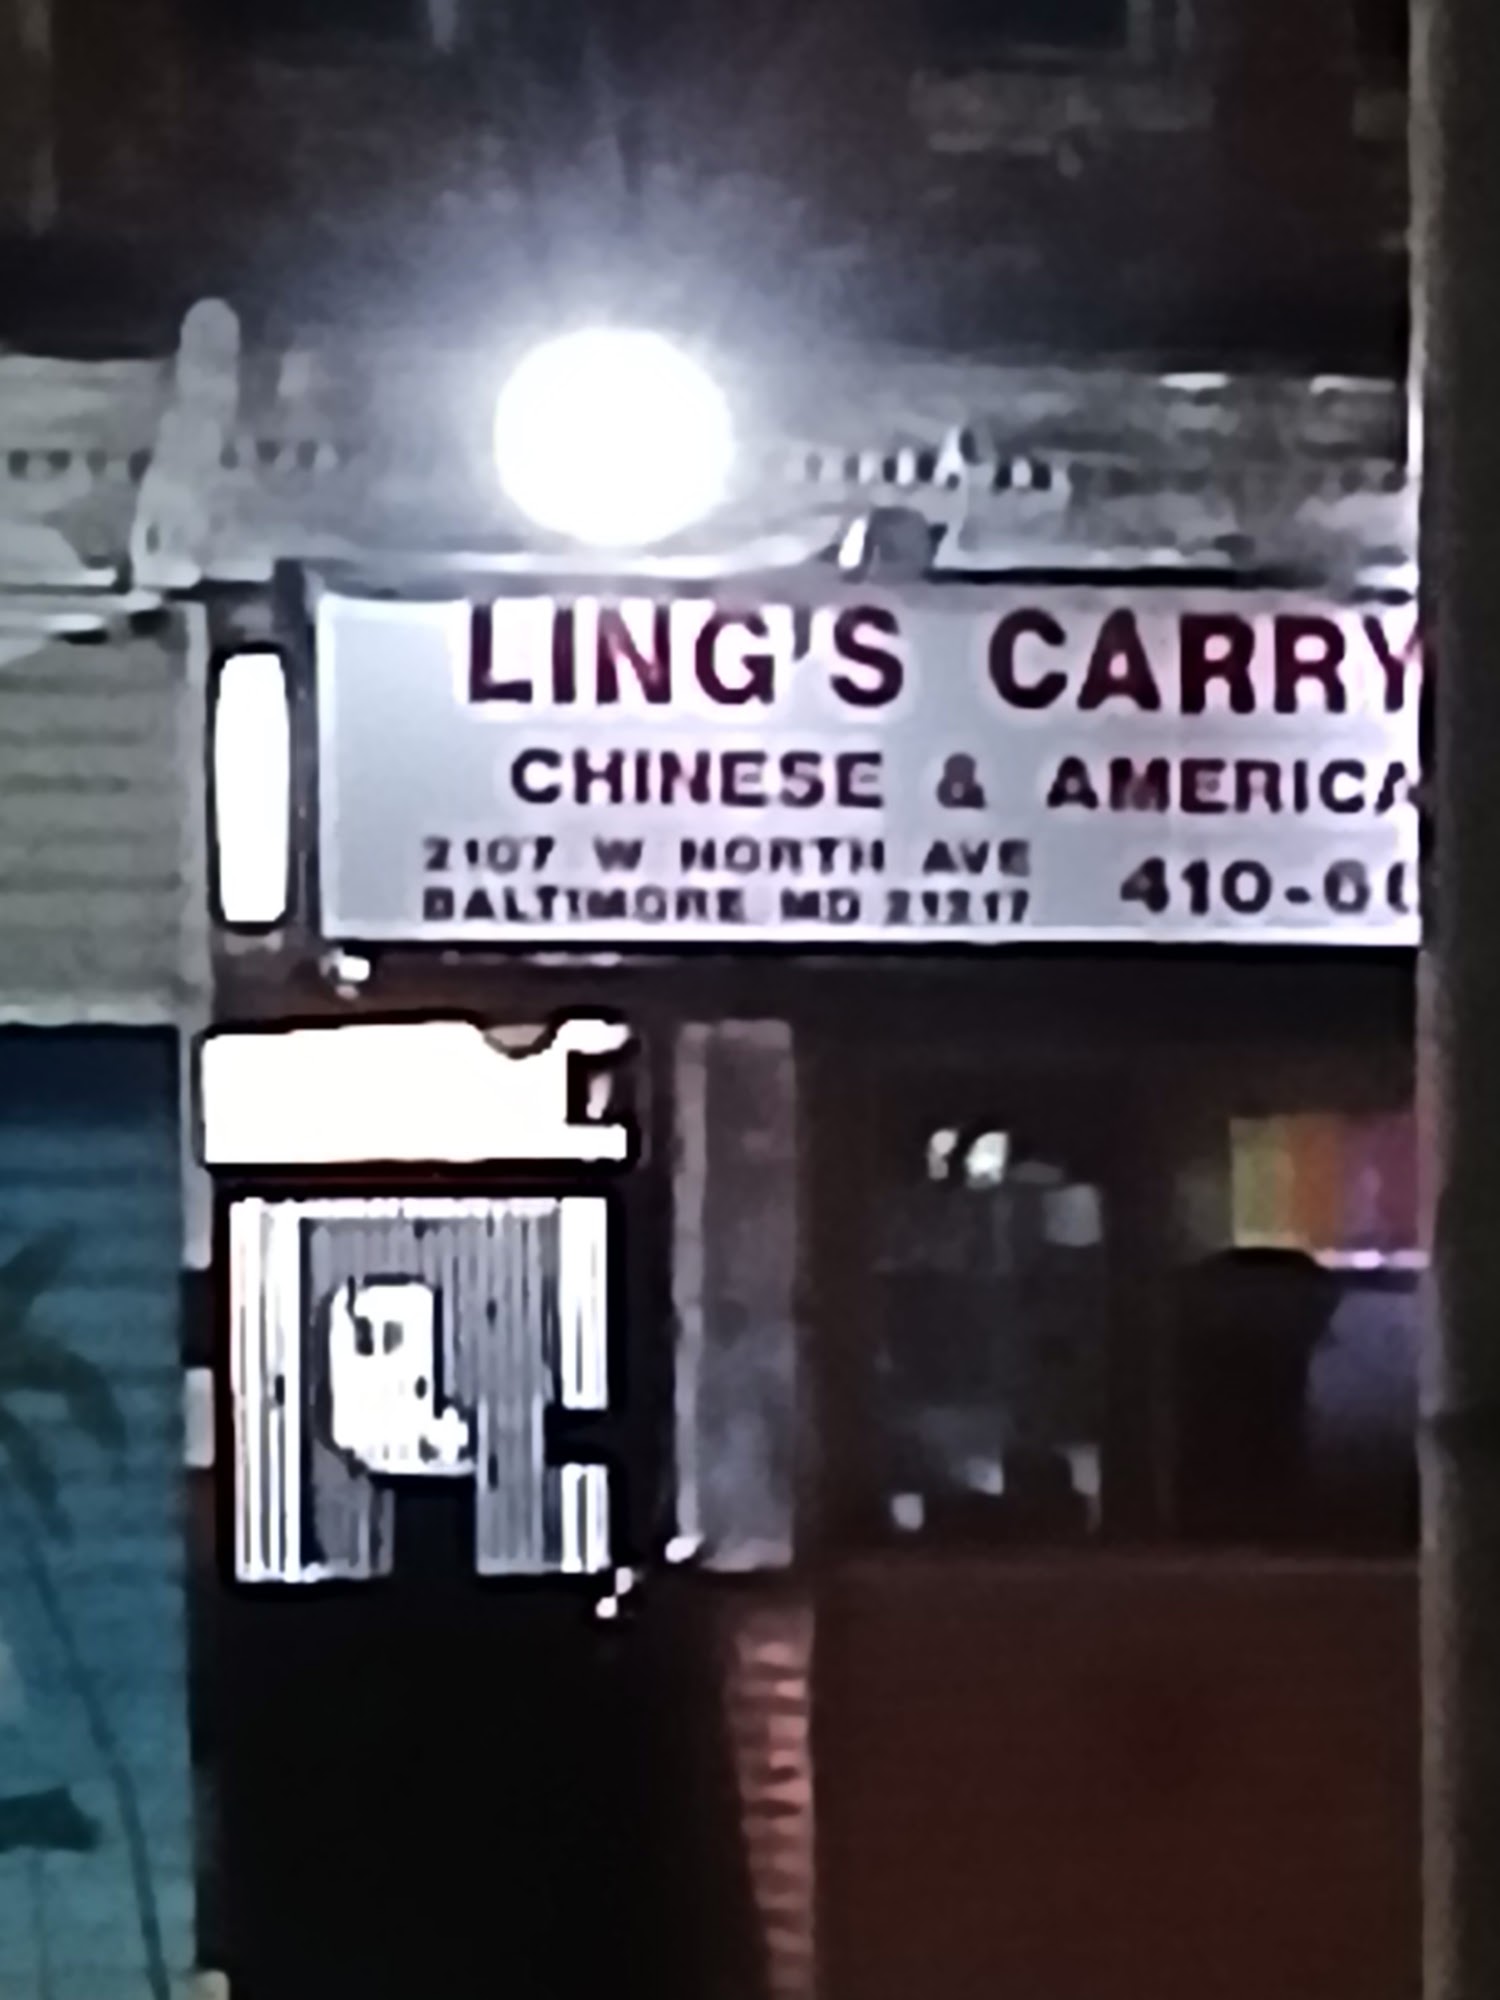 LING'S CARRY
CHINESE & AMERICA
2107 W NORTH AVE
BALTIMORE MD 21217
410-6